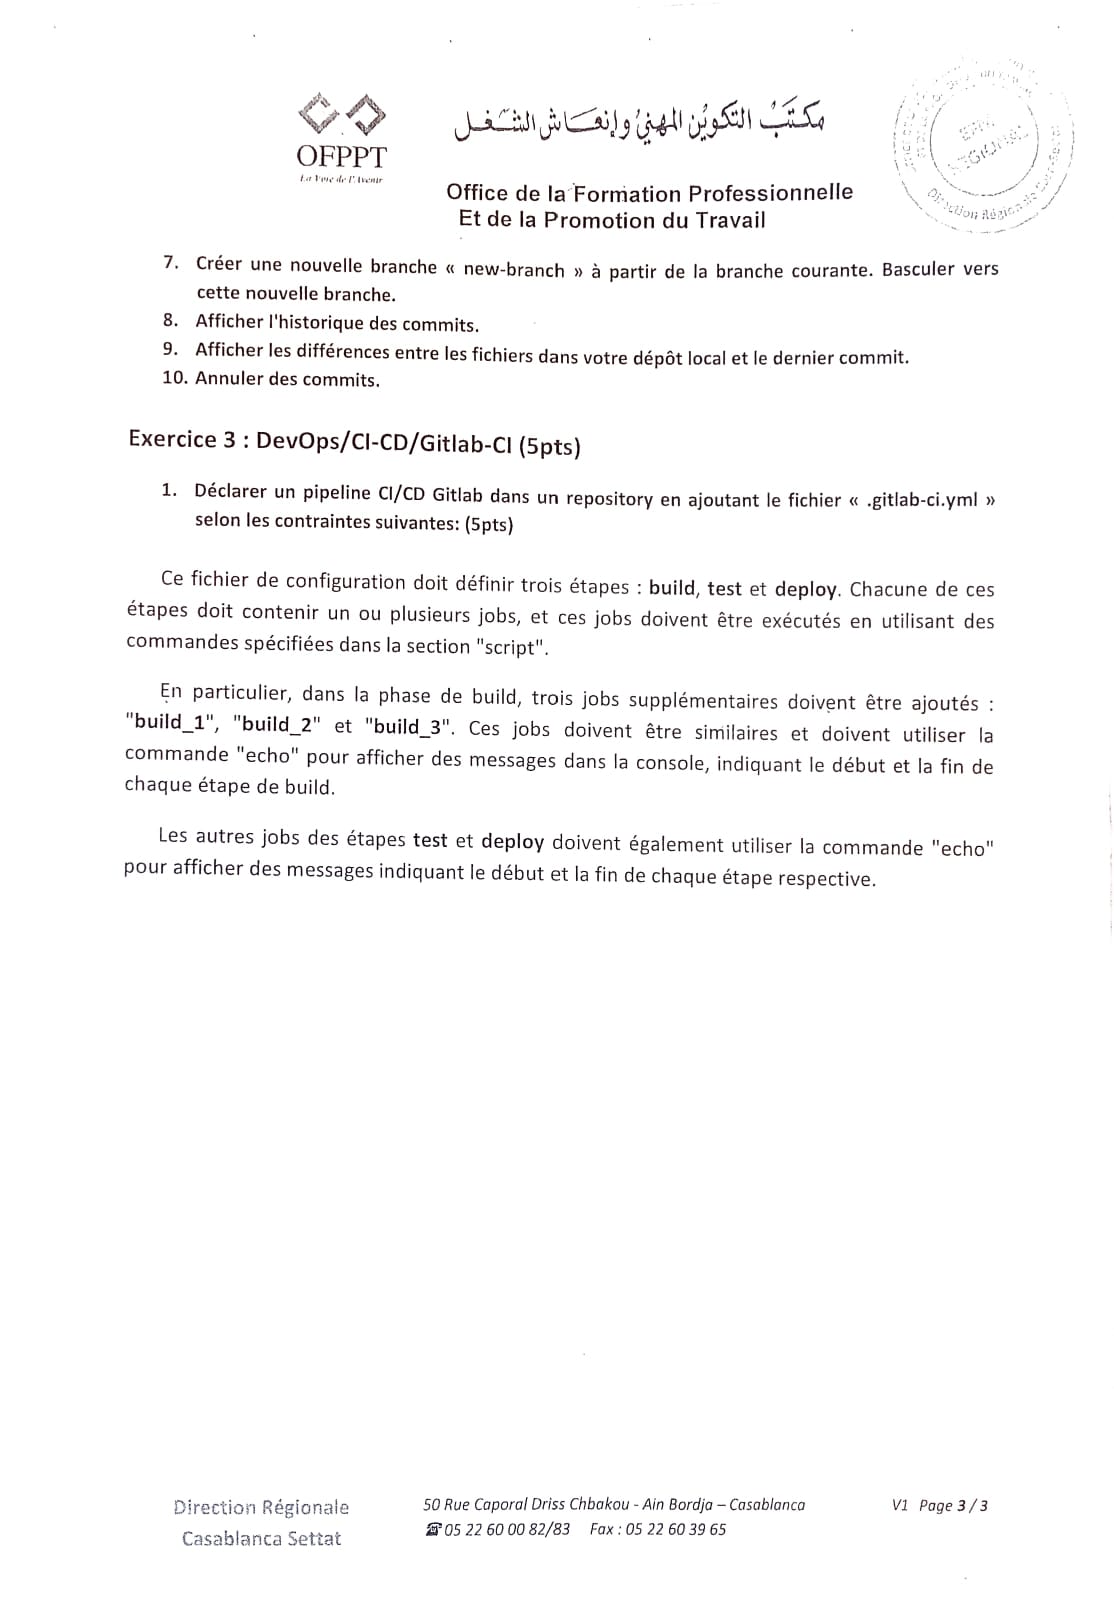 OFPPT
La Voie de l'Avenir
مكتب التكوين المهني وإنعاش الشغل
Office de la Formation Professionnelle
Et de la Promotion du Travail
7. Créer une nouvelle branche « new-branch » à partir de la branche courante. Basculer vers
cette nouvelle branche.
8. Afficher l'historique des commits.
9. Afficher les différences entre les fichiers dans votre dépôt local et le dernier commit.
10. Annuler des commits.
Exercice 3 : DevOps/CI-CD/Gitlab-CI (5pts)
1. Déclarer un pipeline CI/CD Gitlab dans un repository en ajoutant le fichier « .gitlab-ci.yml »
selon les contraintes suivantes: (5pts)
Ce fichier de configuration doit définir trois étapes : build, test et deploy. Chacune de ces
étapes doit contenir un ou plusieurs jobs, et ces jobs doivent être exécutés en utilisant des
commandes spécifiées dans la section "script".
En particulier, dans la phase de build, trois jobs supplémentaires doivent être ajoutés :
"build_1", "build_2" et "build_3". Ces jobs doivent être similaires et doivent utiliser la
commande "echo" pour afficher des messages dans la console, indiquant le début et la fin de
chaque étape de build.
Les autres jobs des étapes test et deploy doivent également utiliser la commande "echo"
pour afficher des messages indiquant le début et la fin de chaque étape respective.
Direction Régionale
Casablanca Settat
50 Rue Caporal Driss Chbakou - Ain Bordja – Casablanca
☎05 22 60 00 82/83 Fax : 05 22 60 39 65
V1 Page 3 / 3